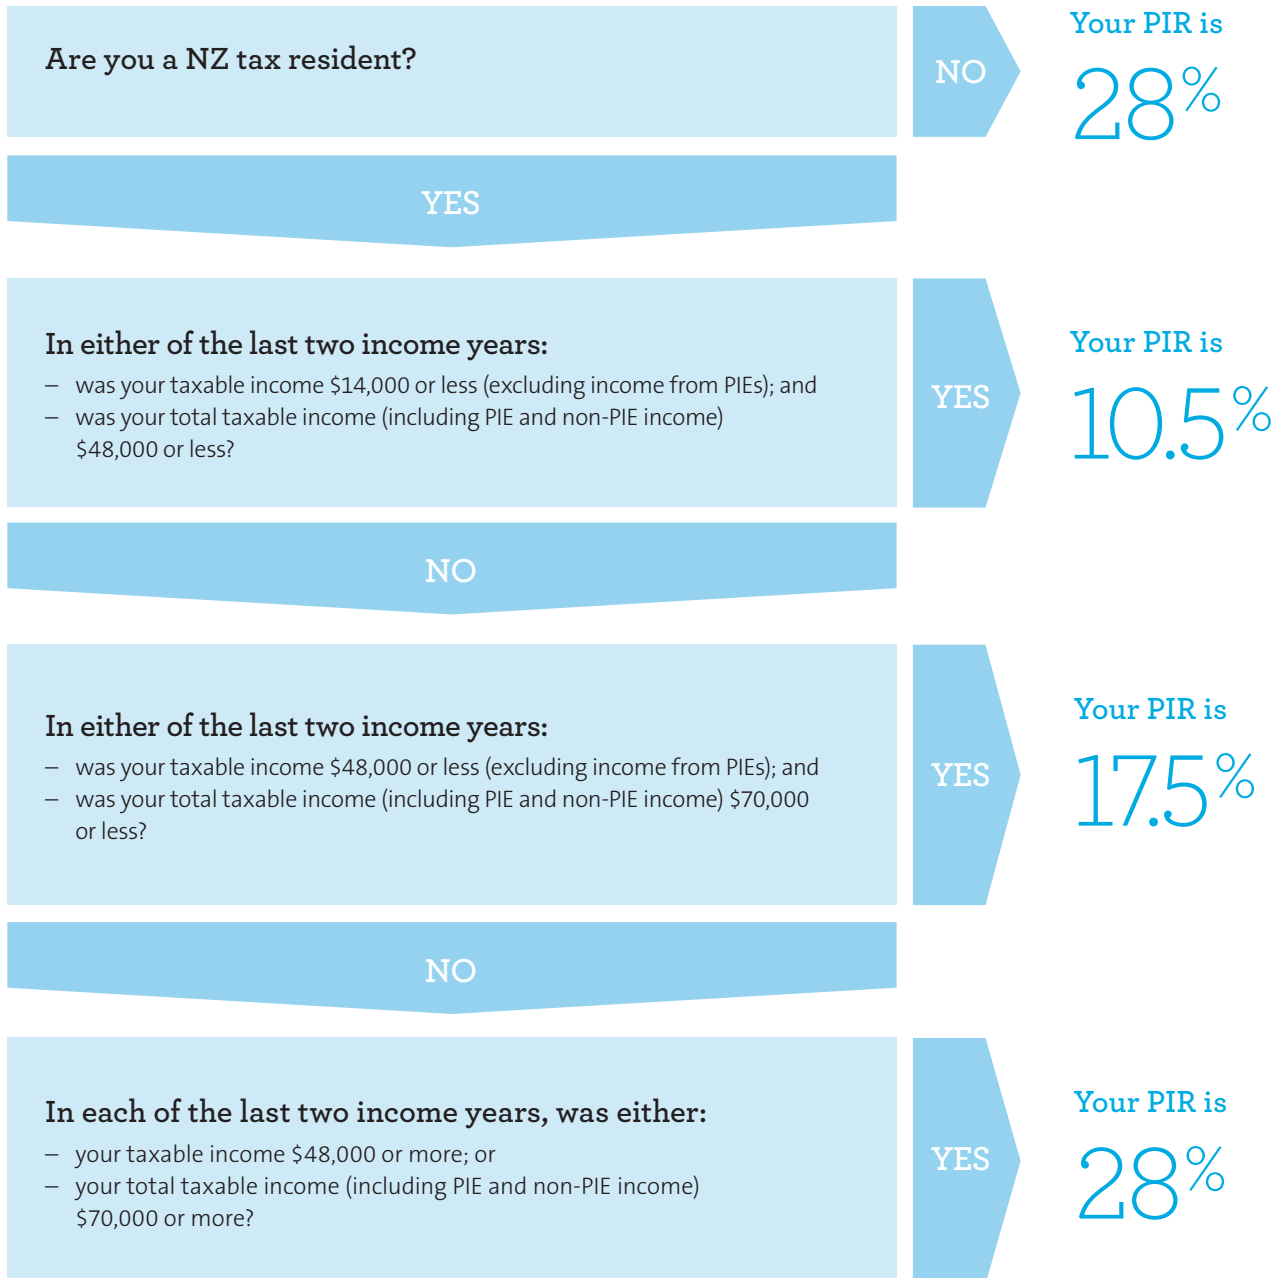 Are you a NZ tax resident?
NO
Your PIR is
28%
YES
In either of the last two income years:
– was your taxable income $14,000 or less (excluding income from PIEs); and
– was your total taxable income (including PIE and non-PIE income)
$48,000 or less?
YES
Your PIR is
10.5%
NO
In either of the last two income years:
– was your taxable income $48,000 or less (excluding income from PIEs); and
– was your total taxable income (including PIE and non-PIE income) $70,000
or less?
YES
Your PIR is
17.5%
NO
In each of the last two income years, was either:
– your taxable income $48,000 or more; or
– your total taxable income (including PIE and non-PIE income)
$70,000 or more?
YES
Your PIR is
28%